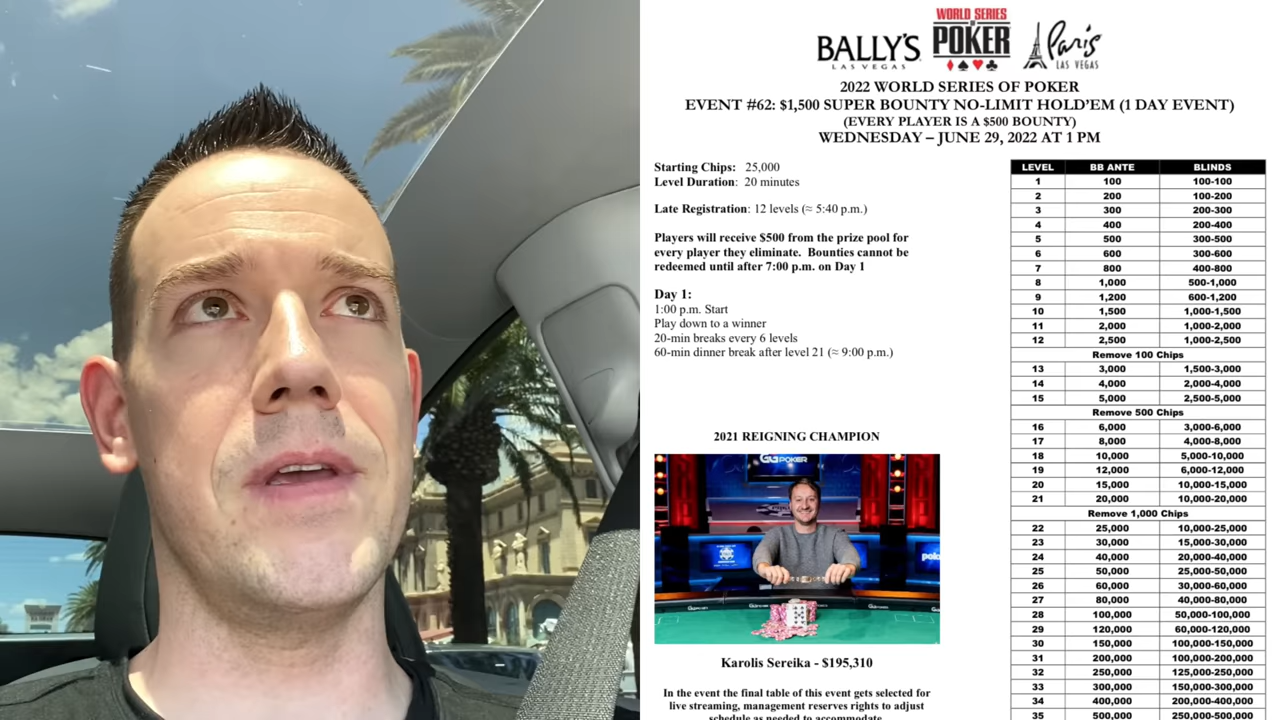 WORLD SERIES
OF
POKER
BALLY'S
LAS VEGAS
Paris
LAS VEGAS
2022 WORLD SERIES OF POKER
EVENT #62: $1,500 SUPER BOUNTY NO-LIMIT HOLD'EM (1 DAY EVENT)
(EVERY PLAYER IS A $500 BOUNTY)
WEDNESDAY – JUNE 29, 2022 AT 1 PM
Starting Chips: 25,000
Level Duration: 20 minutes
Late Registration: 12 levels (≈ 5:40 p.m.)
Players will receive $500 from the prize pool for
every player they eliminate. Bounties cannot be
redeemed until after 7:00 p.m. on Day 1
Day 1:
1:00 p.m. Start
Play down to a winner
20-min breaks every 6 levels
60-min dinner break after level 21 (≈ 9:00 p.m.)
2021 REIGNING CHAMPION
GGPOKER
Karolis Sereika - $195,310
In the event the final table of this event gets selected for
live streaming, management reserves rights to adjust
schedule as needed to accommodate
LEVEL BB ANTE BLINDS
1 100 100-100
2 200 100-200
3 300 200-300
4 400 200-400
5 500 300-500
6 600 300-600
7 800 400-800
8 1,000 500-1,000
9 1,200 600-1,200
10 1,500 1,000-1,500
11 2,000 1,000-2,000
12 2,500 1,000-2,500
Remove 100 Chips
13 3,000 1,500-3,000
14 4,000 2,000-4,000
15 5,000 2,500-5,000
Remove 500 Chips
16 6,000 3,000-6,000
17 8,000 4,000-8,000
18 10,000 5,000-10,000
19 12,000 6,000-12,000
20 15,000 10,000-15,000
21 20,000 10,000-20,000
Remove 1,000 Chips
22 25,000 10,000-25,000
23 30,000 15,000-30,000
24 40,000 20,000-40,000
25 50,000 25,000-50,000
26 60,000 30,000-60,000
27 80,000 40,000-80,000
28 100,000 50,000-100,000
29 120,000 60,000-120,000
30 150,000 100,000-150,000
31 200,000 100,000-200,000
32 250,000 125,000-250,000
33 300,000 150,000-300,000
34 400,000 200,000-400,000
35 500,000 250,000-500,000